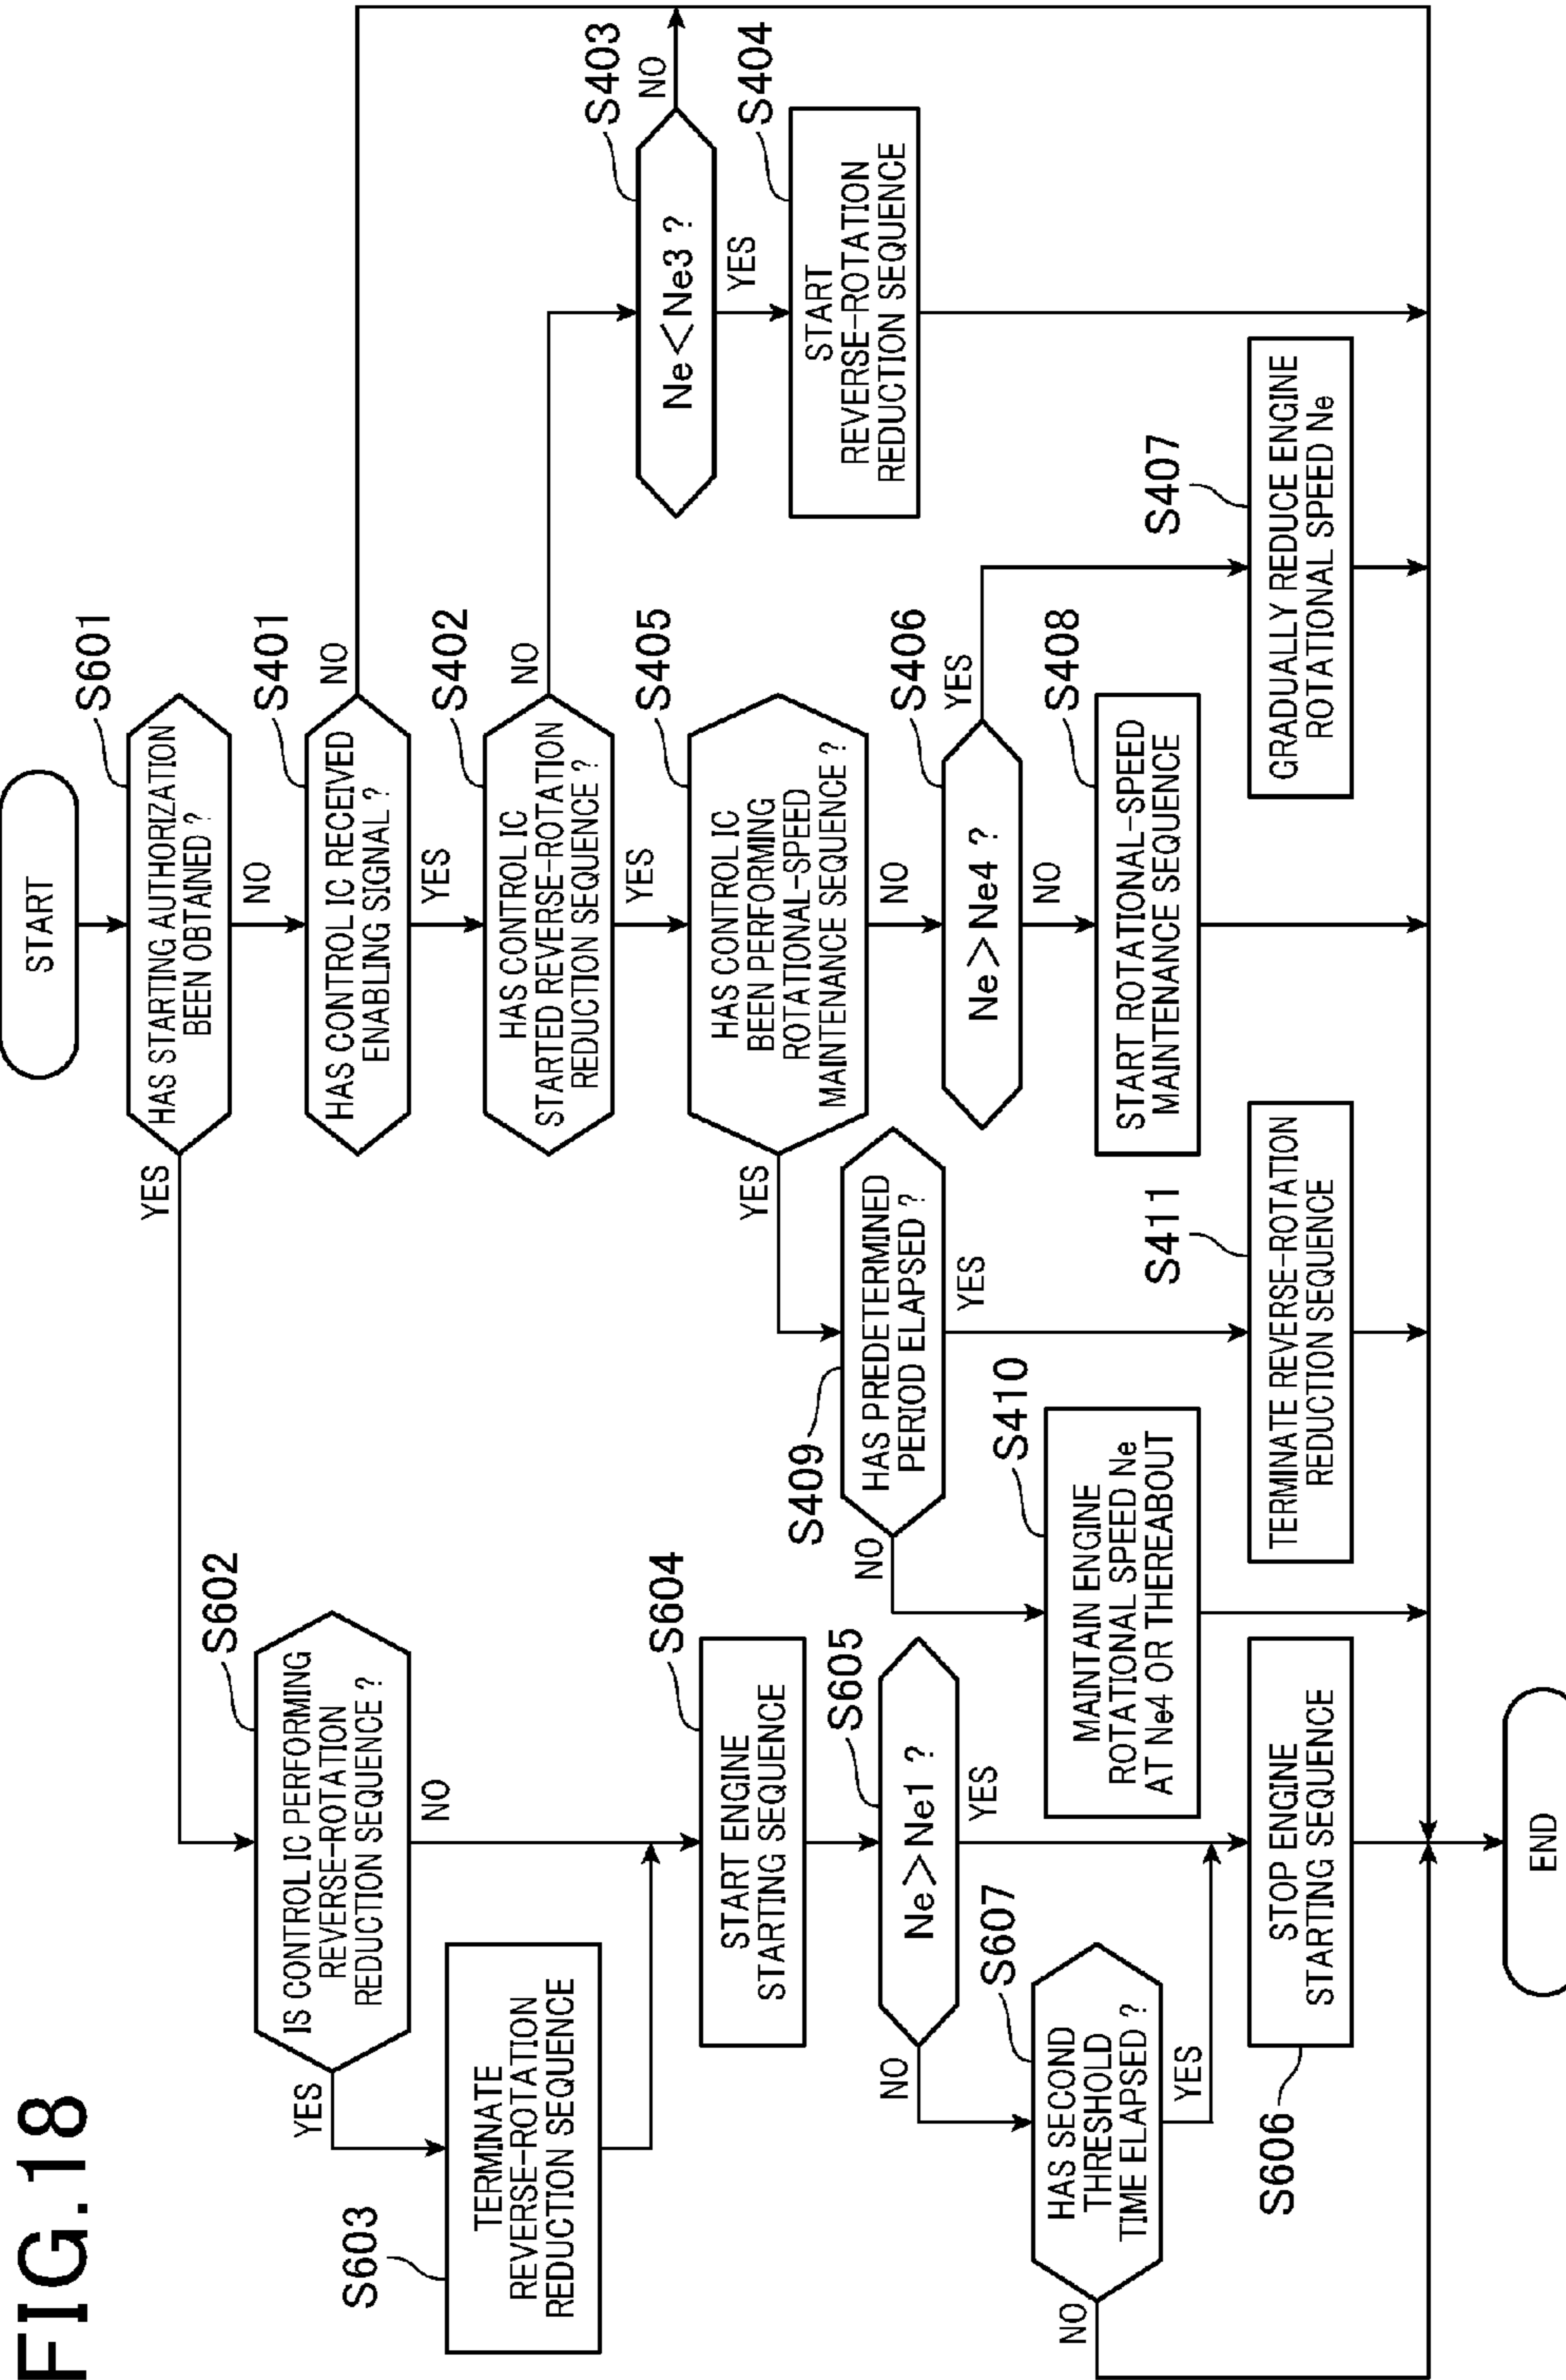 FIG.18
START
S601
HAS STARTING AUTHORIZATION
BEEN OBTAINED ?
YES
NO
S401
HAS CONTROL IC RECEIVED
ENABLING SIGNAL ?
NO
YES
S402
HAS CONTROL IC
STARTED REVERSE-ROTATION
REDUCTION SEQUENCE ?
NO
YES
S403
Ne<Ne3 ?
NO
YES
S404
START
REVERSE-ROTATION
REDUCTION SEQUENCE
S405
HAS CONTROL IC
BEEN PERFORMING
ROTATIONAL-SPEED
MAINTENANCE SEQUENCE ?
YES
NO
S406
Ne>Ne4 ?
YES
NO
S407
GRADUALLY REDUCE ENGINE
ROTATIONAL SPEED Ne
S408
START ROTATIONAL-SPEED
MAINTENANCE SEQUENCE
S409
HAS PREDETERMINED
PERIOD ELAPSED ?
NO
YES
S410
MAINTAIN ENGINE
ROTATIONAL SPEED Ne
AT Ne4 OR THEREABOUT
S411
TERMINATE REVERSE-ROTATION
REDUCTION SEQUENCE
S602
IS CONTROL IC PERFORMING
REVERSE-ROTATION
REDUCTION SEQUENCE ?
YES
NO
S603
TERMINATE
REVERSE-ROTATION
REDUCTION SEQUENCE
S604
START ENGINE
STARTING SEQUENCE
S605
Ne>Ne1 ?
NO
YES
S607
HAS SECOND
THRESHOLD
TIME ELAPSED ?
NO
YES
S606
STOP ENGINE
STARTING SEQUENCE
END